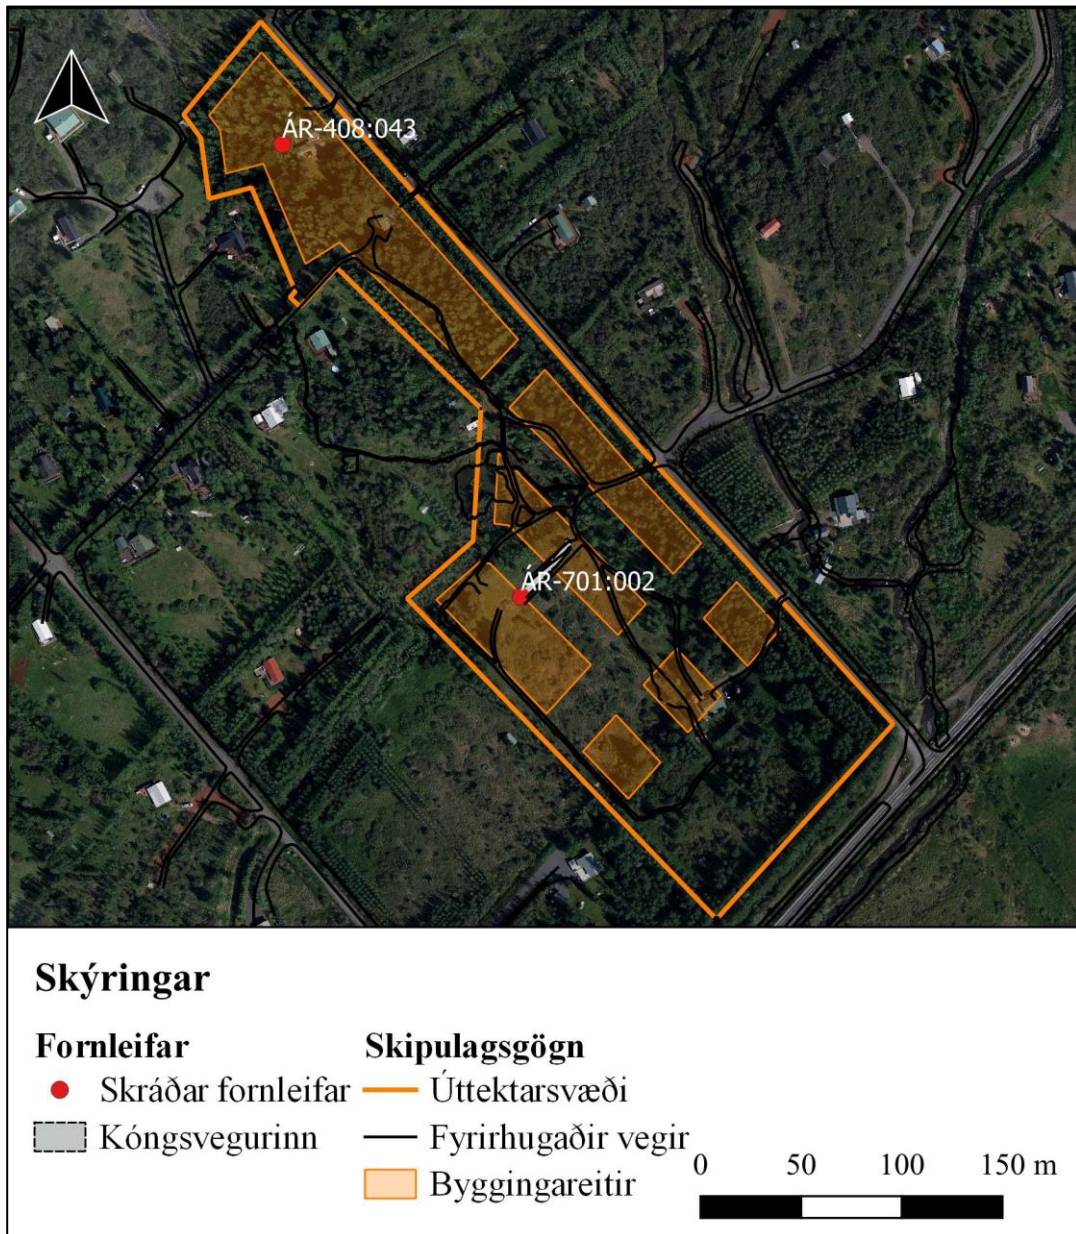 ÁR-408:043
ÁR-701:002
Skýringar
Fornleifar
Skráðar fornleifar
Kóngsvegurinn
Skipulagsgögn
Úttektarsvæði
Fyrirhugaðir vegir
Byggingareitir
0 50 100 150 m